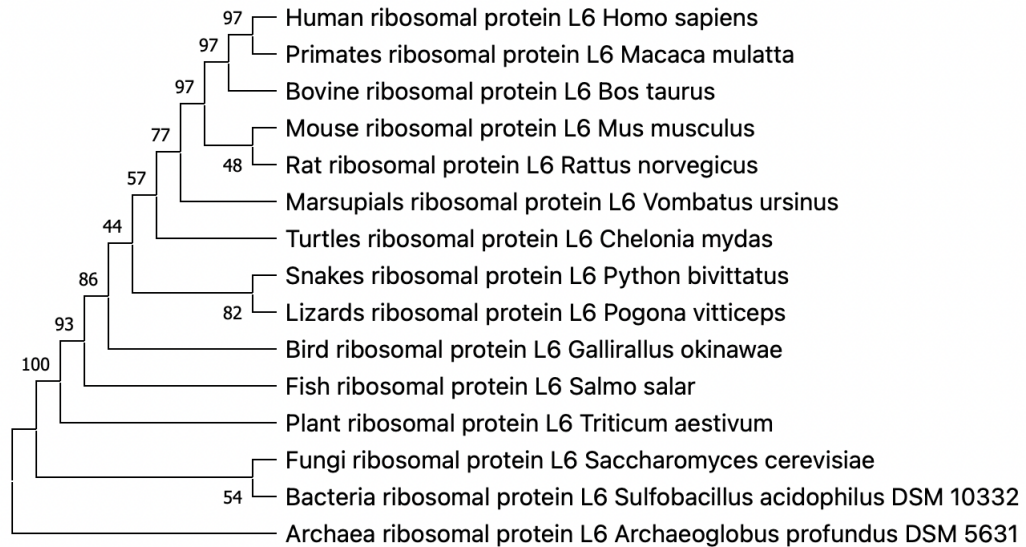 97
Human ribosomal protein L6 Homo sapiens
97
Primates ribosomal protein L6 Macaca mulatta
97
Bovine ribosomal protein L6 Bos taurus
77
Mouse ribosomal protein L6 Mus musculus
48
Rat ribosomal protein L6 Rattus norvegicus
57
Marsupials ribosomal protein L6 Vombatus ursinus
44
Turtles ribosomal protein L6 Chelonia mydas
86
Snakes ribosomal protein L6 Python bivittatus
82
Lizards ribosomal protein L6 Pogona vitticeps
93
Bird ribosomal protein L6 Gallirallus okinawae
100
Fish ribosomal protein L6 Salmo salar
Plant ribosomal protein L6 Triticum aestivum
Fungi ribosomal protein L6 Saccharomyces cerevisiae
54
Bacteria ribosomal protein L6 Sulfobacillus acidophilus DSM 10332
Archaea ribosomal protein L6 Archaeoglobus profundus DSM 5631